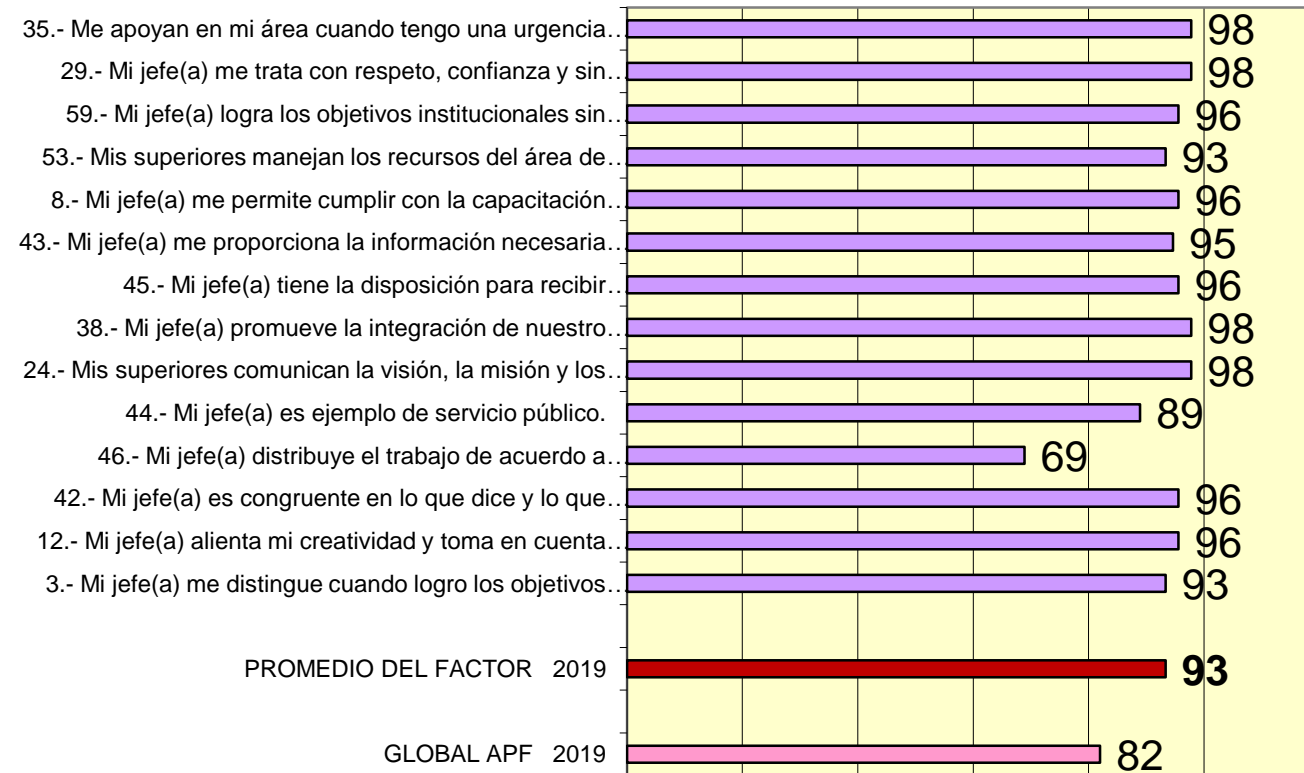 35.- Me apoyan en mi área cuando tengo una urgencia… 98
29.- Mi jefe(a) me trata con respeto, confianza y sin… 98
59.- Mi jefe(a) logra los objetivos institucionales sin… 96
53.- Mis superiores manejan los recursos del área de… 93
8.- Mi jefe(a) me permite cumplir con la capacitación… 96
43.- Mi jefe(a) me proporciona la información necesaria… 95
45.- Mi jefe(a) tiene la disposición para recibir… 96
38.- Mi jefe(a) promueve la integración de nuestro… 98
24.- Mis superiores comunican la visión, la misión y los… 98
44.- Mi jefe(a) es ejemplo de servicio público. 89
46.- Mi jefe(a) distribuye el trabajo de acuerdo a… 69
42.- Mi jefe(a) es congruente en lo que dice y lo que… 96
12.- Mi jefe(a) alienta mi creatividad y toma en cuenta… 96
3.- Mi jefe(a) me distingue cuando logro los objetivos… 93
PROMEDIO DEL FACTOR 2019 93
GLOBAL APF 2019 82